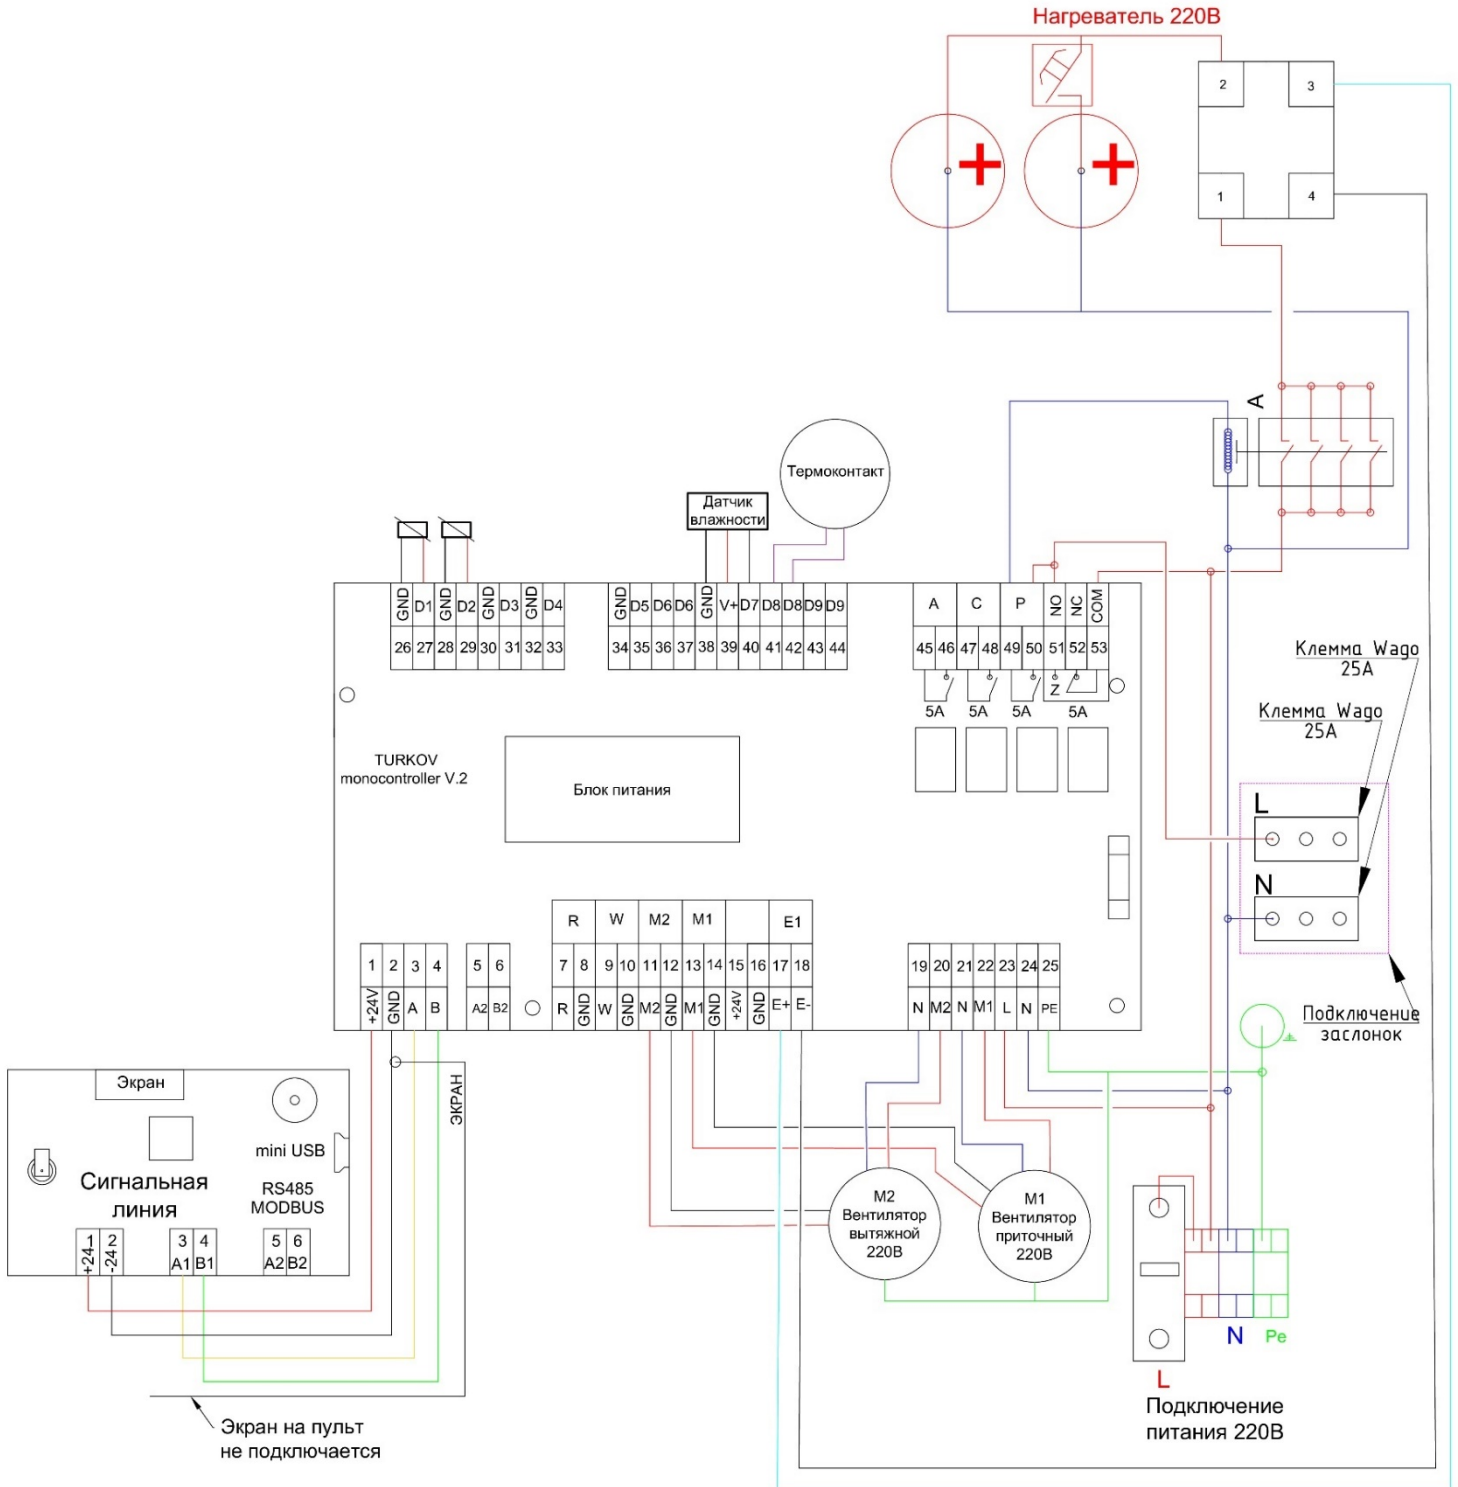 Нагреватель 220В
2
3
1
4
А
Термоконтакт
Датчик
влажности
GND D1 GND D2 GND D3 GND D4
26 27 28 29 30 31 32 33
GND D5 D6 D6 GND V+ D7 D8 D8 D9 D9
34 35 36 37 38 39 40 41 42 43 44
A C P NO NC COM
45 46 47 48 49 50 51 52 53
Z
5A 5A 5A 5A
Клемма Wago
25А
Клемма Wago
25А
TURKOV
monocontroller V.2
Блок питания
L
N
R W M2 M1 E1
1 2 3 4
5 6
7 8 9 10 11 12 13 14 15 16 17 18
19 20 21 22 23 24 25
+24V GND A B
A2 B2
R GND W GND M2 GND M1 GND +24V GND E+ E-
N M2 N M1 L N PE
Подключение
заслонок
Экран
ЭКРАН
mini USB
Сигнальная
линия
RS485
MODBUS
1 2 3 4 5 6
+24 -24 A1 B1 A2 B2
М2
Вентилятор
вытяжной
220В
М1
Вентилятор
приточный
220В
N
Pe
L
Подключение
питания 220В
Экран на пульт
не подключается